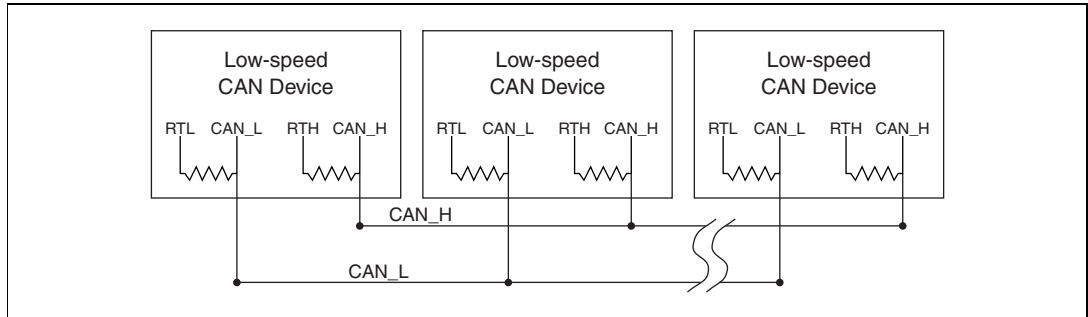 Low-speed
CAN Device
Low-speed
CAN Device
Low-speed
CAN Device
RTL CAN_L RTH CAN_H
RTL CAN_L RTH CAN_H
RTL CAN_L RTH CAN_H
CAN_H
CAN_L